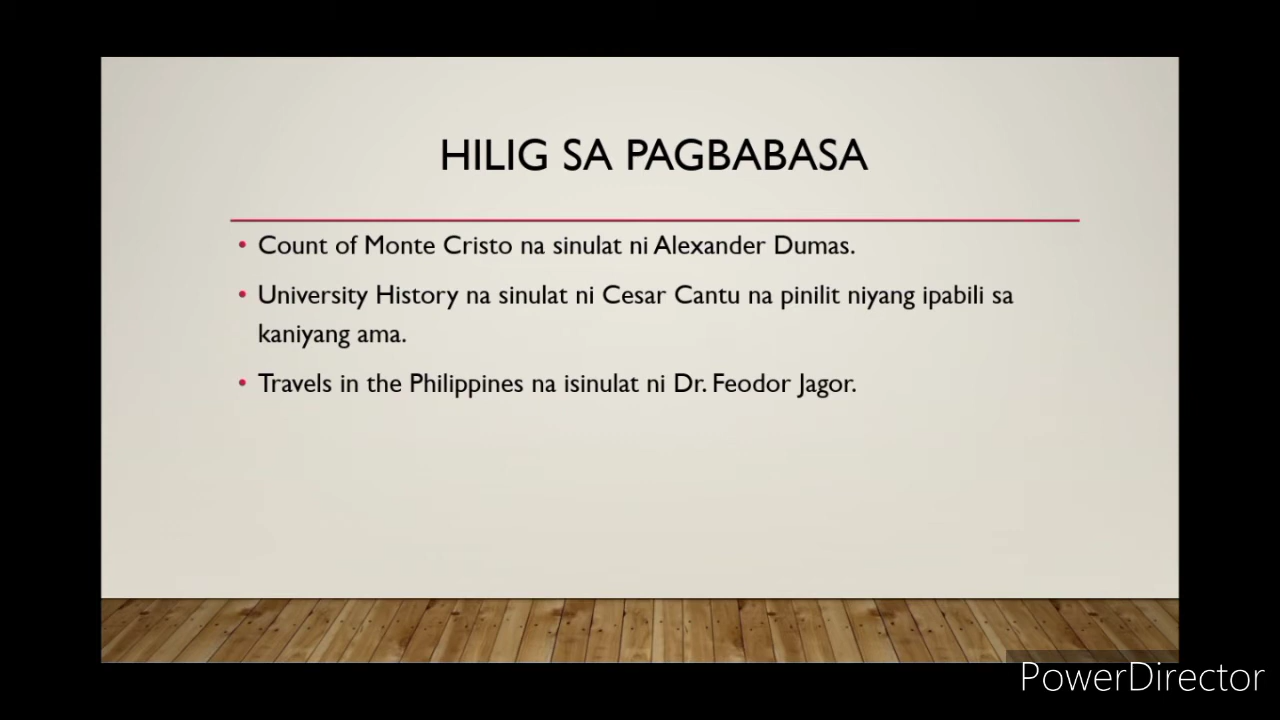 HILIG SA PAGBABASA
• Count of Monte Cristo na sinulat ni Alexander Dumas.
• University History na sinulat ni Cesar Cantu na pinilit niyang ipabili sa
kaniyang ama.
• Travels in the Philippines na isinulat ni Dr. Feodor Jagor.
PowerDirector